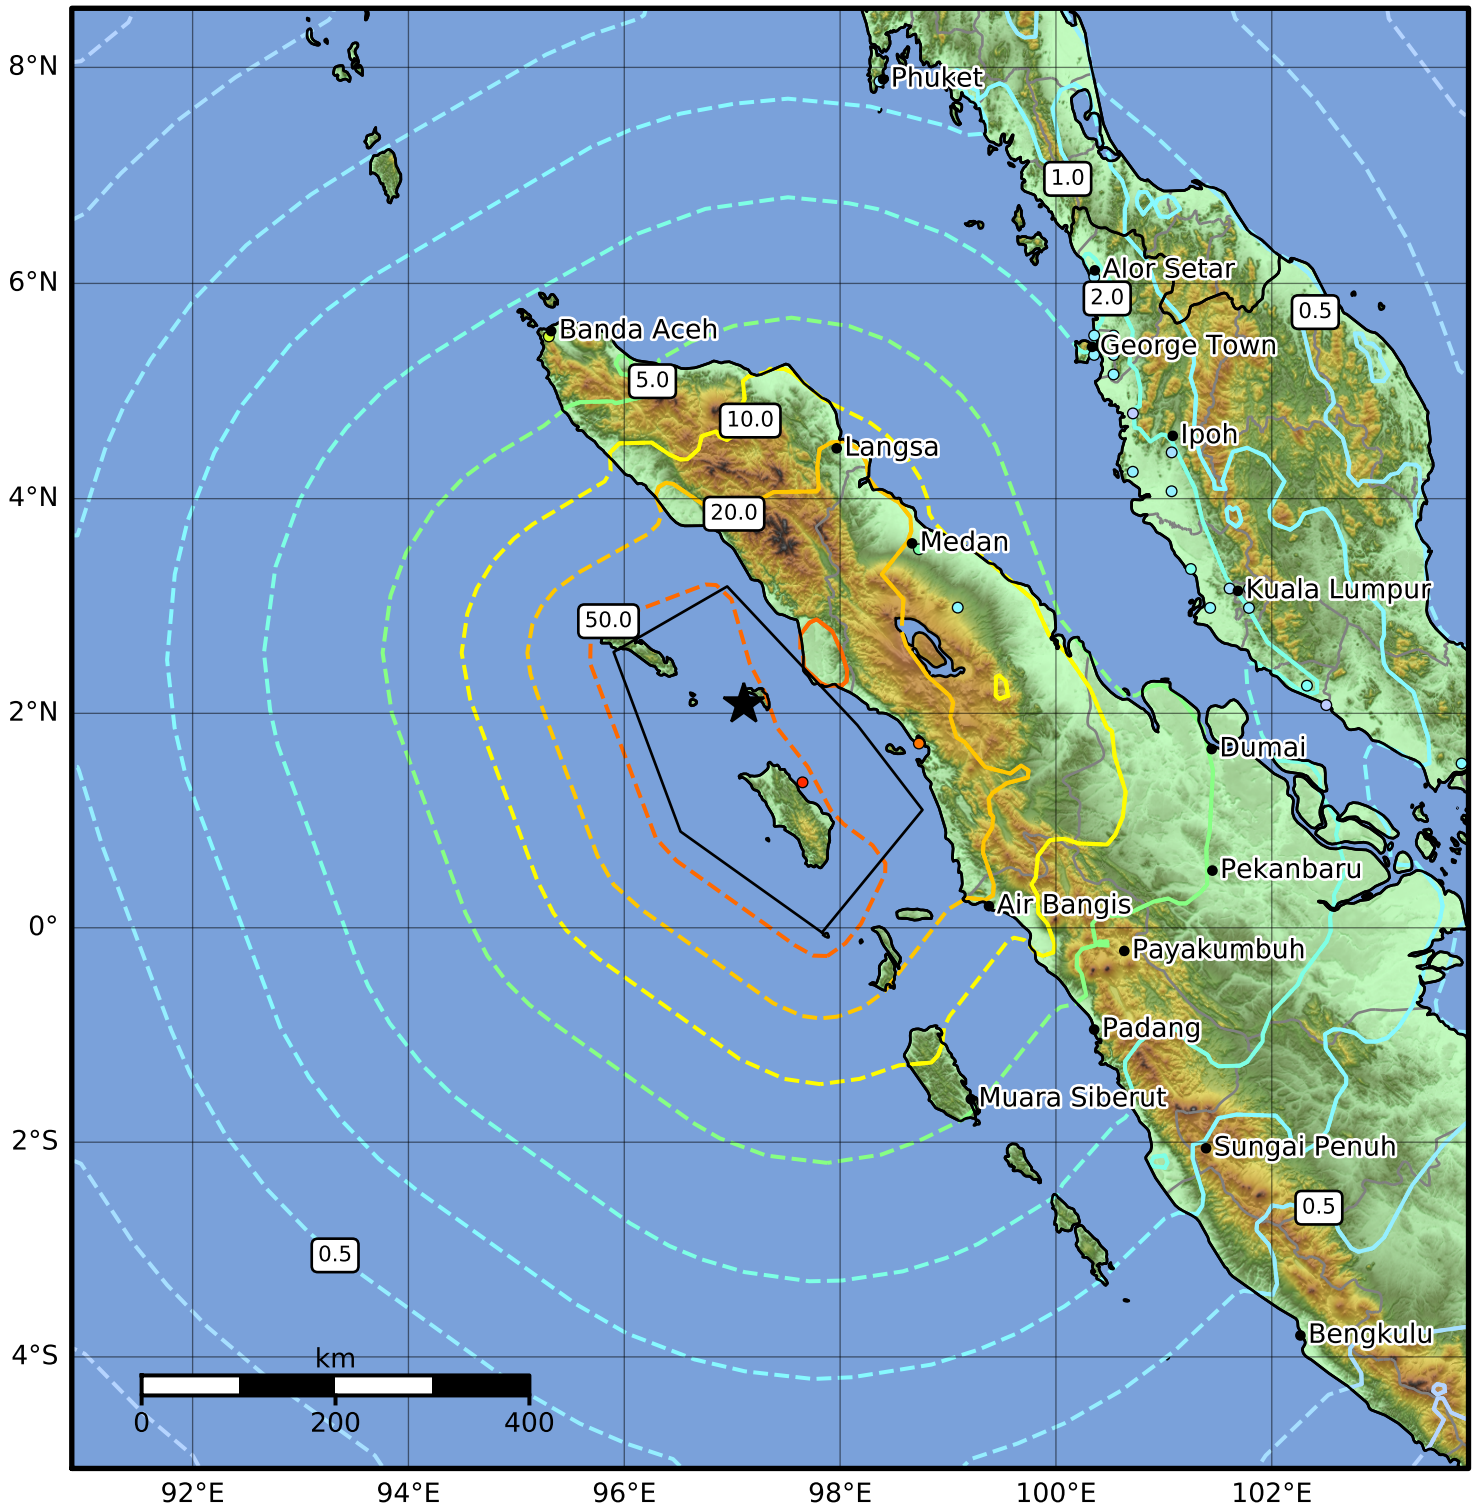 8°N
Phuket
1.0
6°N
Alor Setar
2.0
0.5
Banda Aceh
George Town
5.0
10.0
Ipoh
Langsa
4°N
20.0
Medan
Kuala Lumpur
50.0
2°N
Dumai
Pekanbaru
0°
Air Bangis
Payakumbuh
Padang
Muara Siberut
2°S
Sungai Penuh
0.5
0.5
Bengkulu
4°S
km
0 200 400
92°E 94°E 96°E 98°E 100°E 102°E